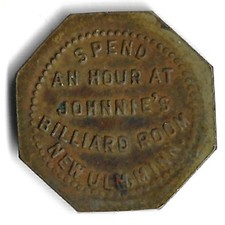 SPEND
AN HOUR AT
JOHNNIE'S
BILLIARD ROOM
NEW ULM, MINN.